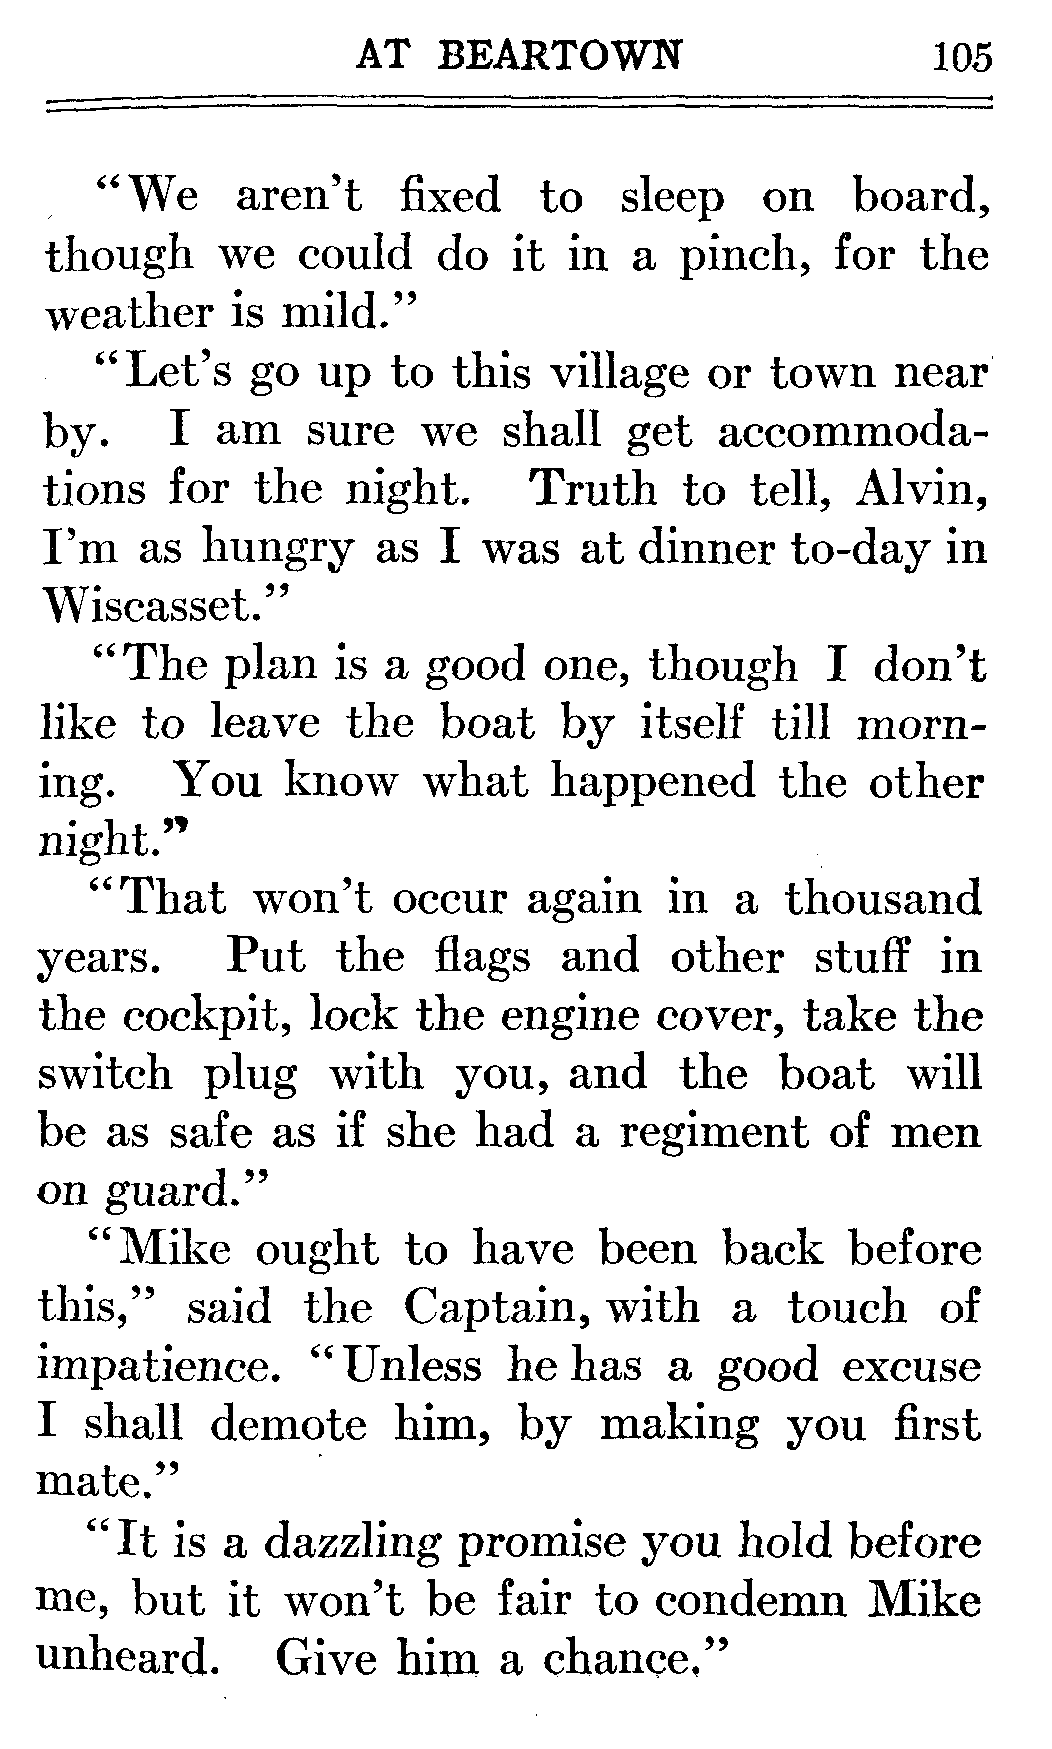 AT BEARTOWN 105
“We aren’t fixed to sleep on board,
though we could do it in a pinch, for the
weather is mild.”
“Let’s go up to this village or town near
by. I am sure we shall get accommoda-
tions for the night. Truth to tell, Alvin,
I’m as hungry as I was at dinner to-day in
Wiscasset.”
“The plan is a good one, though I don’t
like to leave the boat by itself till morn-
ing. You know what happened the other
night.”
“That won’t occur again in a thousand
years. Put the flags and other stuff in
the cockpit, lock the engine cover, take the
switch plug with you, and the boat will
be as safe as if she had a regiment of men
on guard.”
“Mike ought to have been back before
this,” said the Captain, with a touch of
impatience. “Unless he has a good excuse
I shall demote him, by making you first
mate.”
“It is a dazzling promise you hold before
me, but it won’t be fair to condemn Mike
unheard. Give him a chance.”